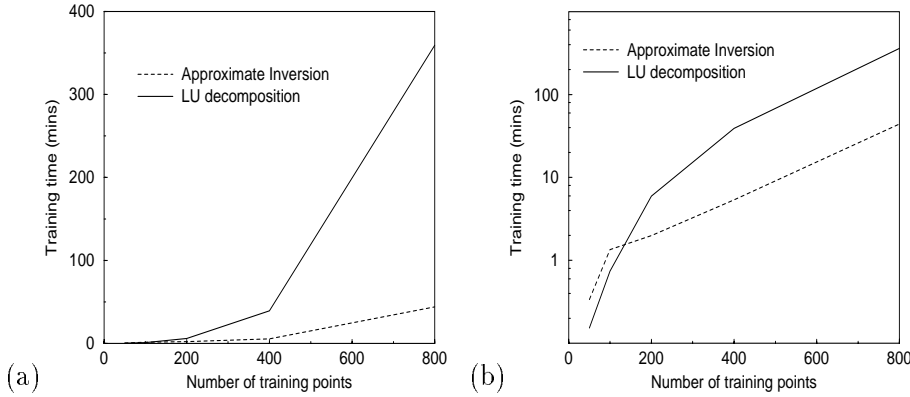 400
300
200
100
0
Training time (mins)
Approximate Inversion
LU decomposition
0 200 400 600 800
Number of training points
(a)
100
10
1
Training time (mins)
Approximate Inversion
LU decomposition
0 200 400 600 800
Number of training points
(b)